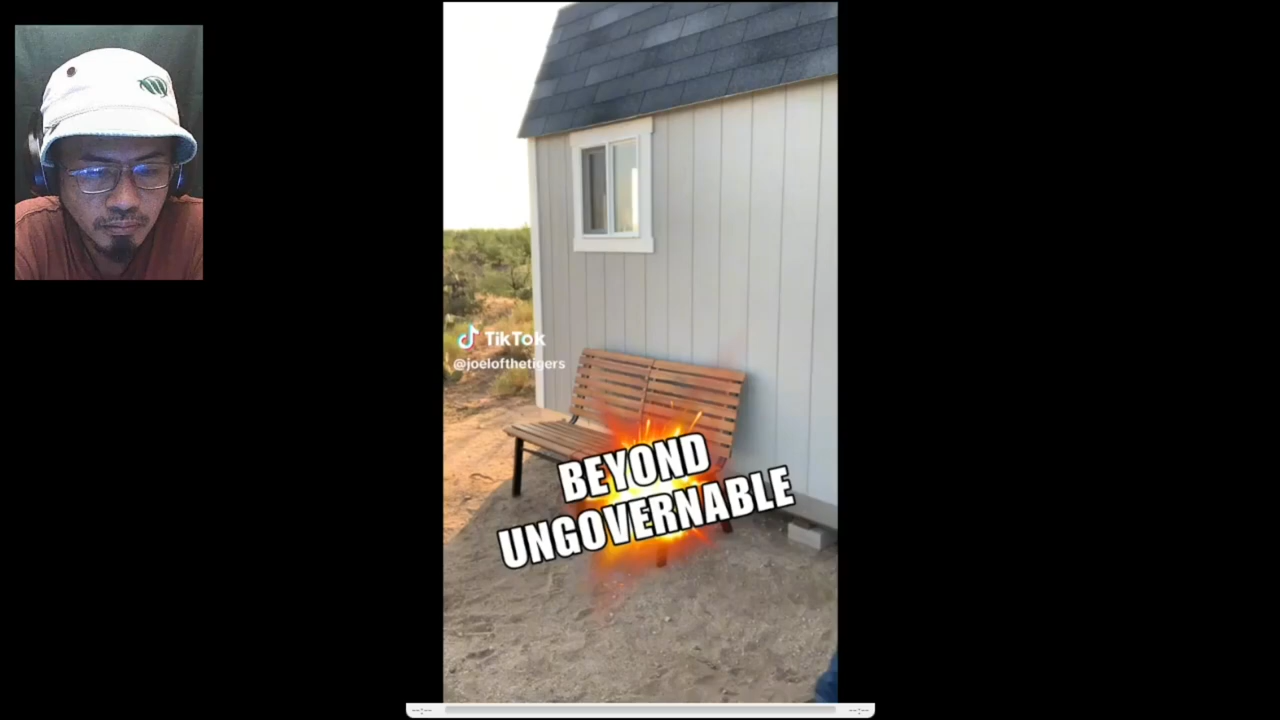 TikTok
@joelofthetigers
BEYOND
UNGOVERNABLE
--:--
--:--